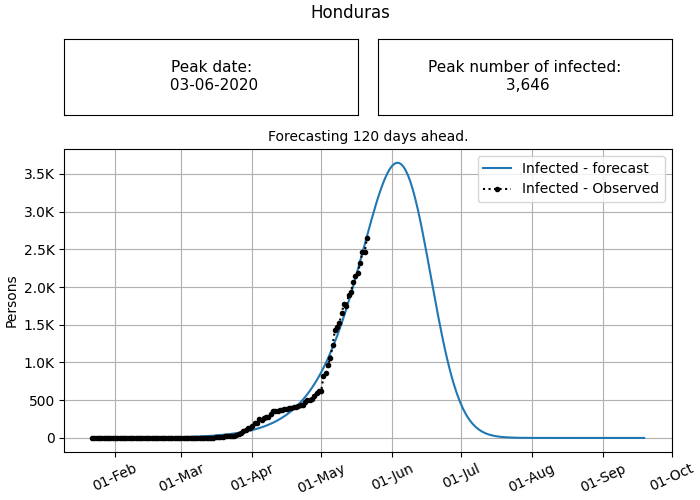 Honduras
Peak date:
03-06-2020
Peak number of infected:
3,646
Forecasting 120 days ahead.
Infected - forecast
Infected - Observed
Persons
3.5K
3.0K
2.5K
2.0K
1.5K
1.0K
500
0
01-Feb
01-Mar
01-Apr
01-May
01-Jun
01-Jul
01-Aug
01-Sep
01-Oct